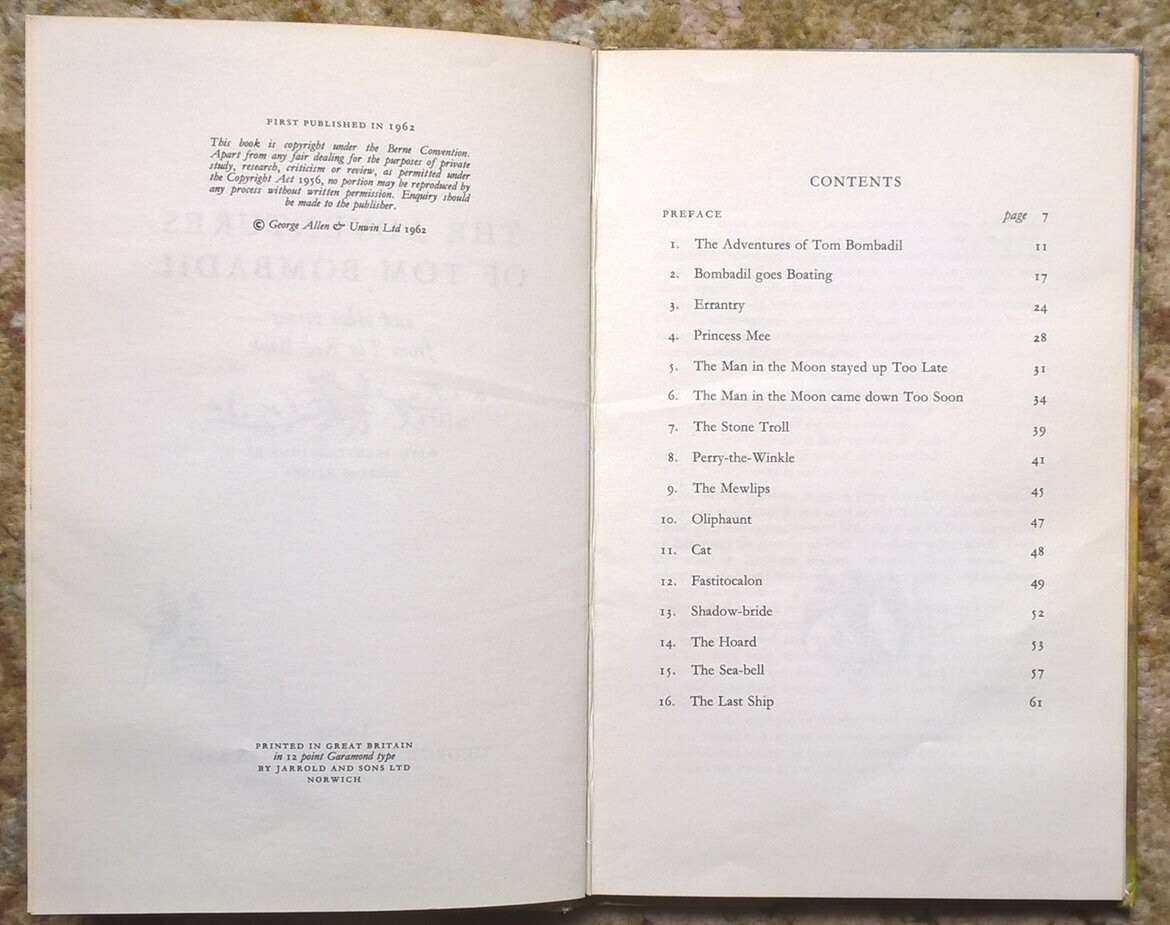 FIRST PUBLISHED IN 1962
This book is copyright under the Berne Convention.
Apart from any fair dealing for the purposes of private
study, research, criticism or review, as permitted under
the Copyright Act 1956, no portion may be reproduced by
any process without written permission. Enquiry should
be made to the publisher.
© George Allen & Unwin Ltd 1962
PRINTED IN GREAT BRITAIN
in 12 point Garamond type
BY JARROLD AND SONS LTD
NORWICH
CONTENTS
PREFACE page 7
1. The Adventures of Tom Bombadil 11
2. Bombadil goes Boating 17
3. Errantry 24
4. Princess Mee 28
5. The Man in the Moon stayed up Too Late 31
6. The Man in the Moon came down Too Soon 34
7. The Stone Troll 39
8. Perry-the-Winkle 41
9. The Mewlips 45
10. Oliphaunt 47
11. Cat 48
12. Fastitocalon 49
13. Shadow-bride 52
14. The Hoard 53
15. The Sea-bell 57
16. The Last Ship 61